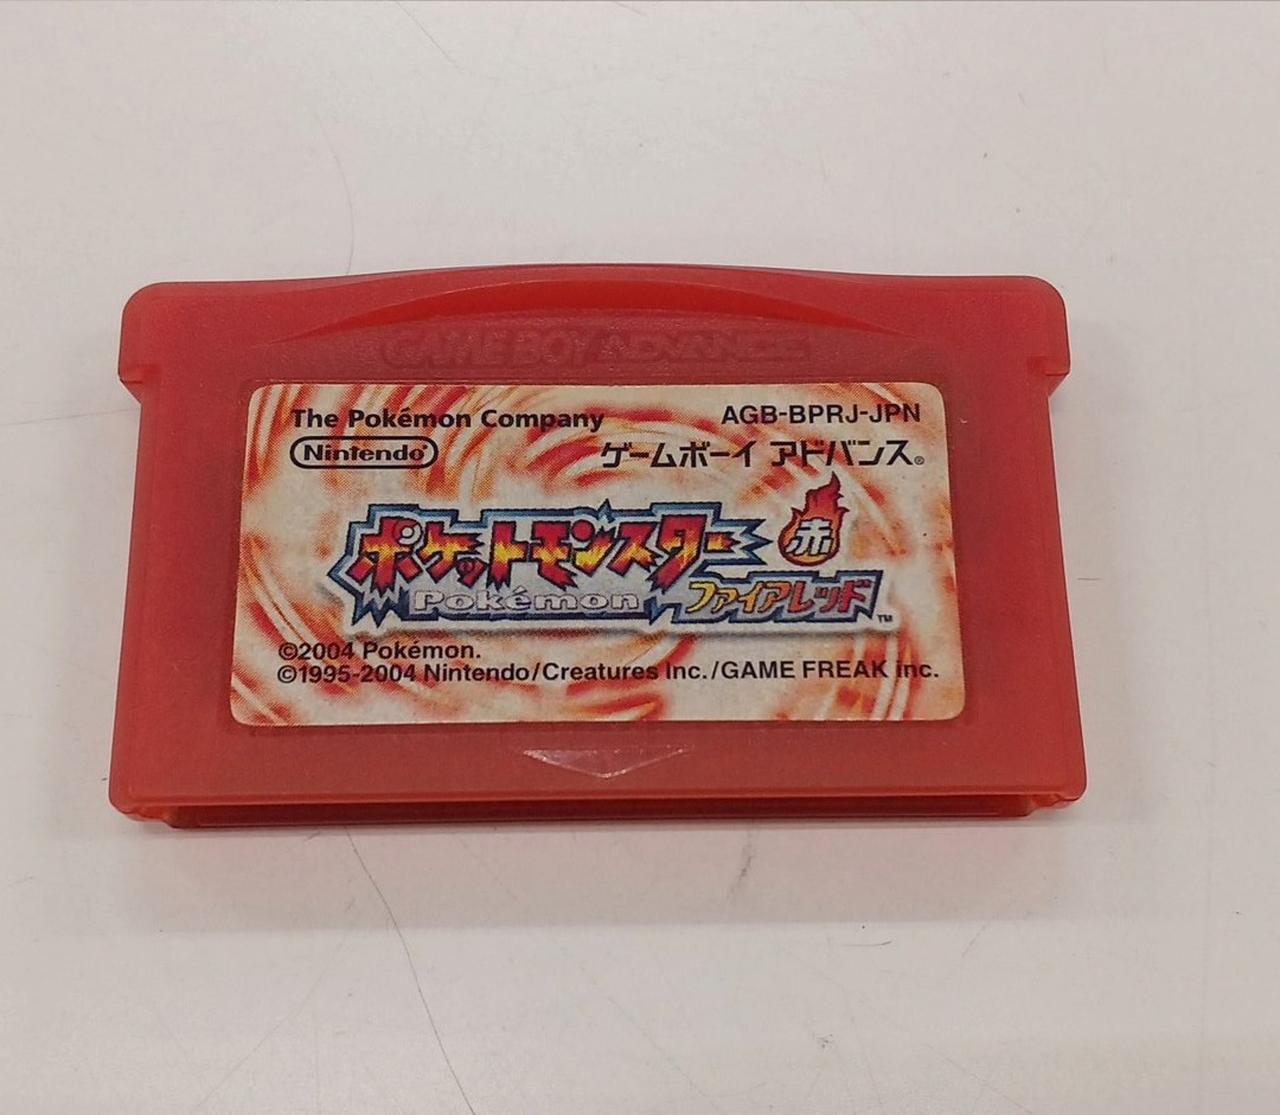 GAME BOY ADVANCE
The Pokémon Company
AGB-BPRJ-JPN
Nintendo®
ゲームボーイ アドバンス®
ポケットモンスター
赤
Pokémon
ファイアレッド™
©2004 Pokémon.
©1995-2004 Nintendo/Creatures Inc./GAME FREAK inc.